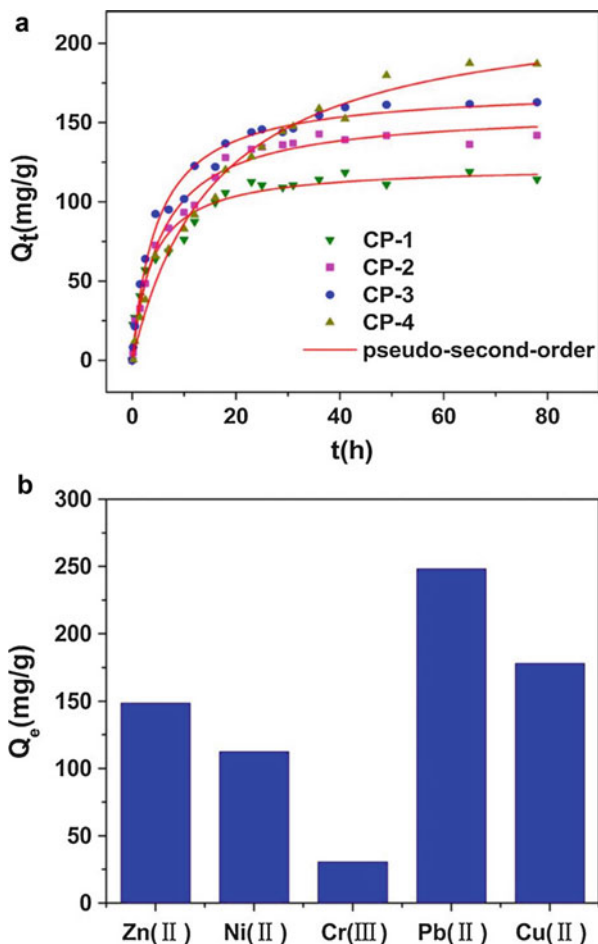 a
200
150
100
50
0
Qt(mg/g)
CP-1
CP-2
CP-3
CP-4
pseudo-second-order
0 20 40 60 80
t(h)
b
300
250
200
150
100
50
0
Qe(mg/g)
Zn(Ⅱ) Ni(Ⅱ) Cr(Ⅲ) Pb(Ⅱ) Cu(Ⅱ)